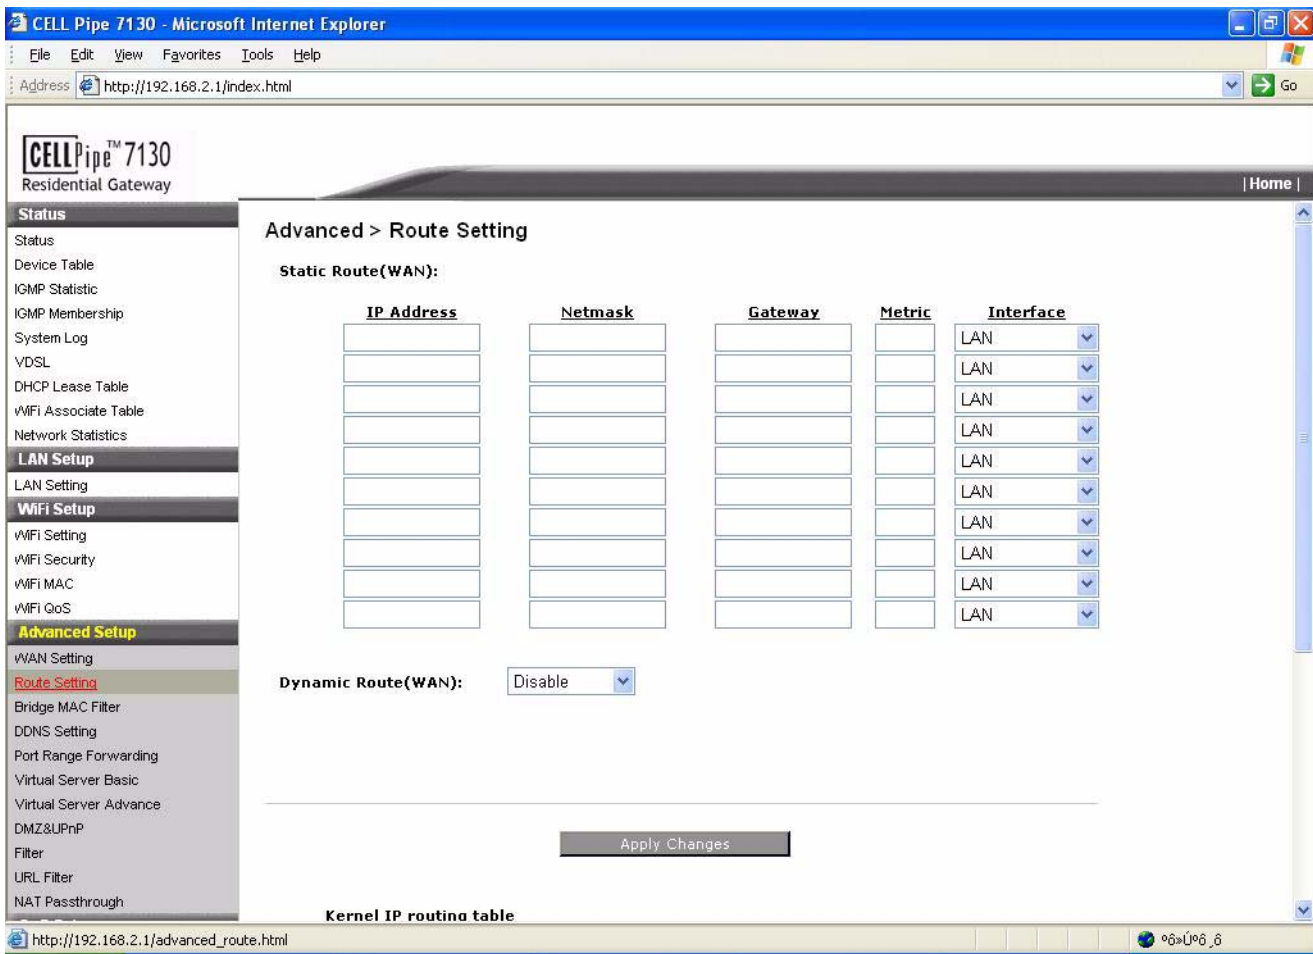 CELL Pipe 7130 - Microsoft Internet Explorer
File Edit View Favorites Tools Help
Address http://192.168.2.1/index.html Go
CELLPipe™ 7130
Residential Gateway
| Home |
Status
Status
Device Table
IGMP Statistic
IGMP Membership
System Log
VDSL
DHCP Lease Table
WiFi Associate Table
Network Statistics
LAN Setup
LAN Setting
WiFi Setup
WiFi Setting
WiFi Security
WiFi MAC
WiFi QoS
Advanced Setup
WAN Setting
Route Setting
Bridge MAC Filter
DDNS Setting
Port Range Forwarding
Virtual Server Basic
Virtual Server Advance
DMZ&UPnP
Filter
URL Filter
NAT Passthrough
Advanced > Route Setting
Static Route(WAN):
IP Address Netmask Gateway Metric Interface
LAN
LAN
LAN
LAN
LAN
LAN
LAN
LAN
LAN
LAN
Dynamic Route(WAN): Disable
Apply Changes
Kernel IP routing table
http://192.168.2.1/advanced_route.html